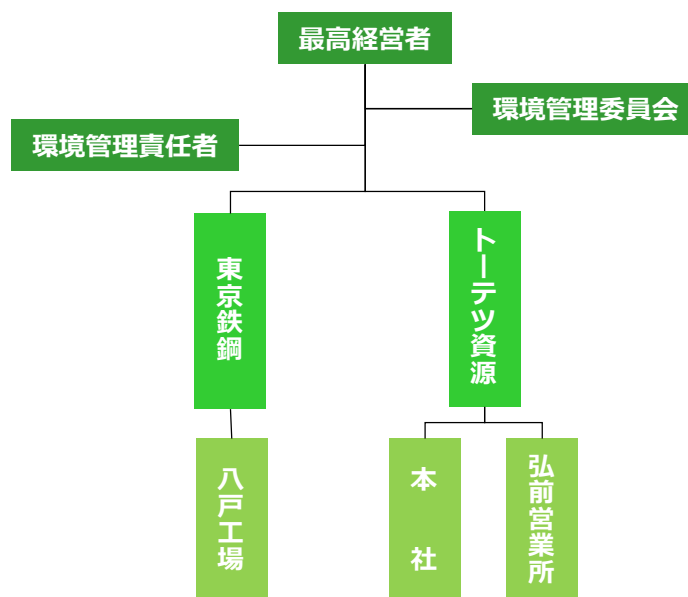 最高経営者
環境管理委員会
環境管理責任者
東京鉄鋼
トーテツ資源
八戸工場
本　社
弘前営業所